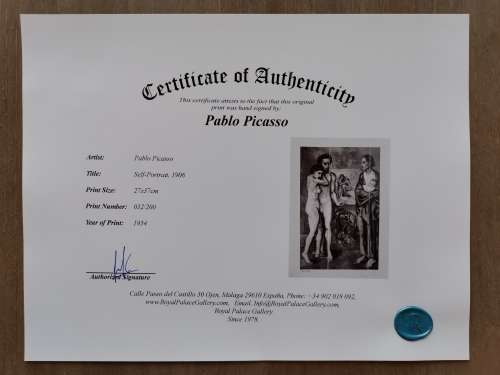 Certificate of Authenticity
This certificate attests to the fact that this original
print was hand signed by:
Pablo Picasso
Artist: Pablo Picasso
Title: Self-Portrait, 1906
Print Size: 27x37cm
Print Number: 032/200
Year of Print: 1954
Authorized Signature
Calle Paseo del Castillo 30 Ojen, Malaga 29610 España, Phone: +34 902 019 092,
www.RoyalPalaceGallery.com, Email. Info@RoyalPalaceGallery.com,
Royal Palace Gallery
Since 1978.